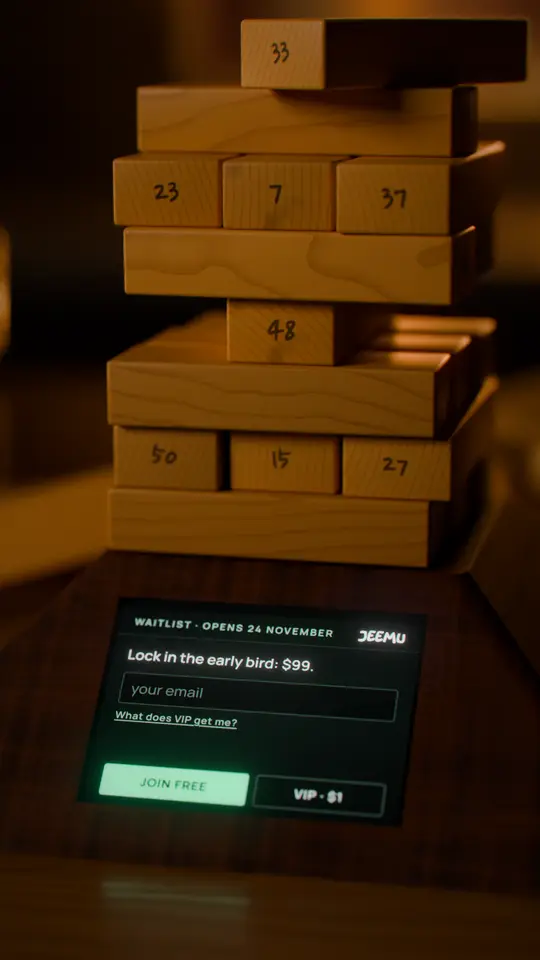 33
23 7 37
48
50 15 27
WAITLIST · OPENS 24 NOVEMBER JEEMU
Lock in the early bird: $99.
your email
What does VIP get me?
JOIN FREE VIP · $1